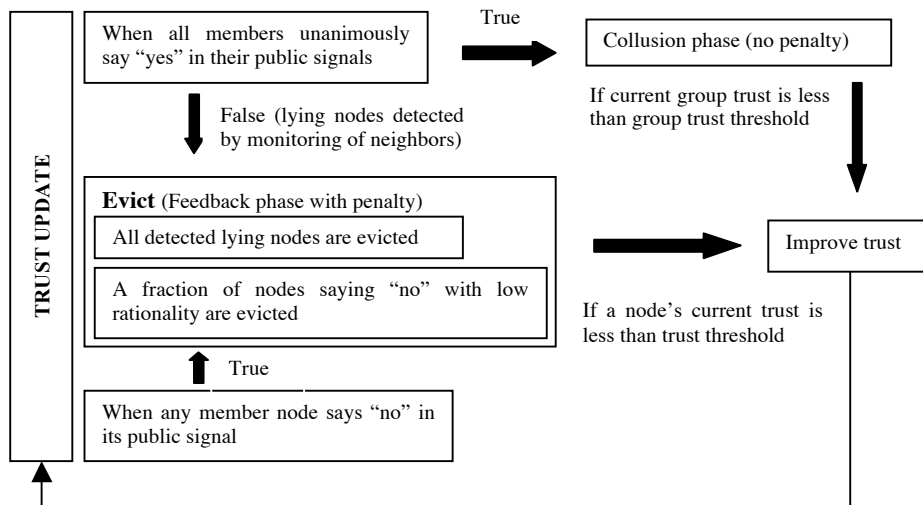 TRUST UPDATE
When all members unanimously
say “yes” in their public signals
True
Collusion phase (no penalty)
False (lying nodes detected
by monitoring of neighbors)
If current group trust is less
than group trust threshold
Evict (Feedback phase with penalty)
All detected lying nodes are evicted
A fraction of nodes saying “no” with low
rationality are evicted
Improve trust
If a node’s current trust is
less than trust threshold
True
When any member node says “no” in
its public signal